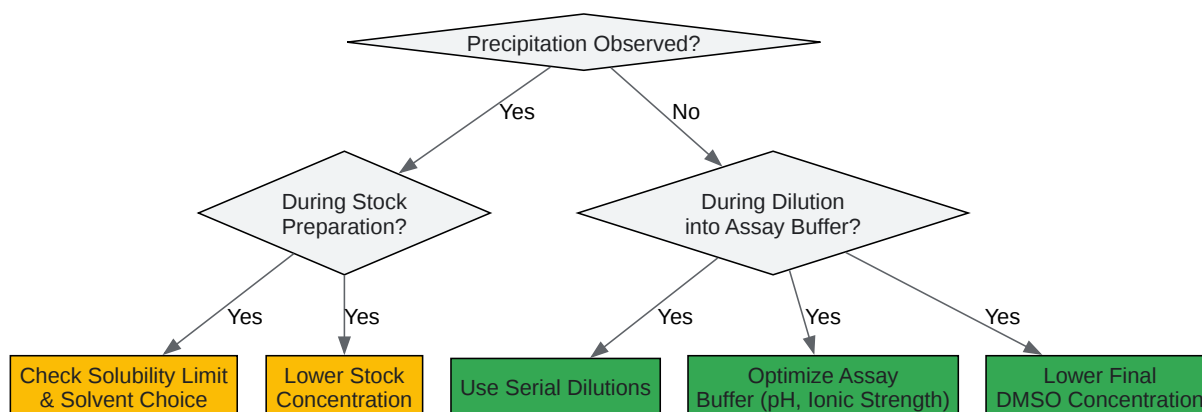 Precipitation Observed?
Yes
No
During Stock
Preparation?
During Dilution
into Assay Buffer?
Yes
Yes
Yes
Yes
Yes
Check Solubility Limit
& Solvent Choice
Lower Stock
Concentration
Use Serial Dilutions
Optimize Assay
Buffer (pH, Ionic Strength)
Lower Final
DMSO Concentration